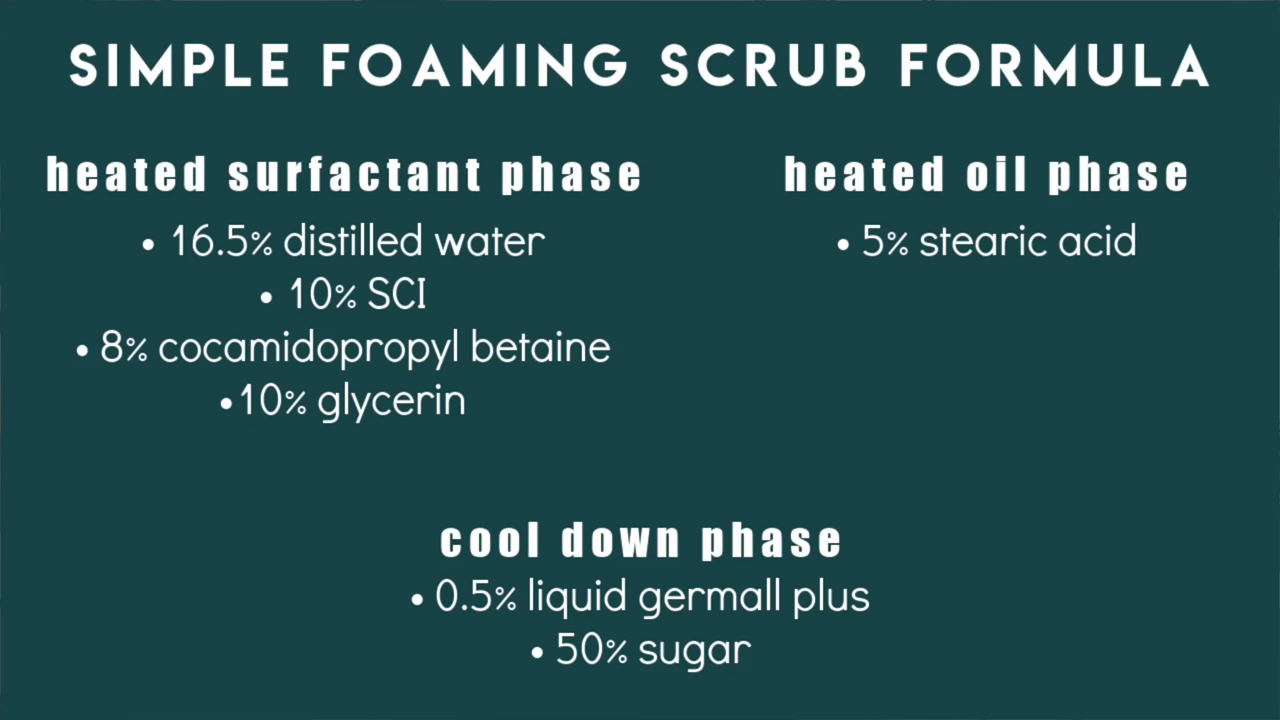 SIMPLE FOAMING SCRUB FORMULA
heated surfactant phase
• 16.5% distilled water
• 10% SCI
• 8% cocamidopropyl betaine
•10% glycerin
heated oil phase
• 5% stearic acid
cool down phase
• 0.5% liquid germall plus
• 50% sugar